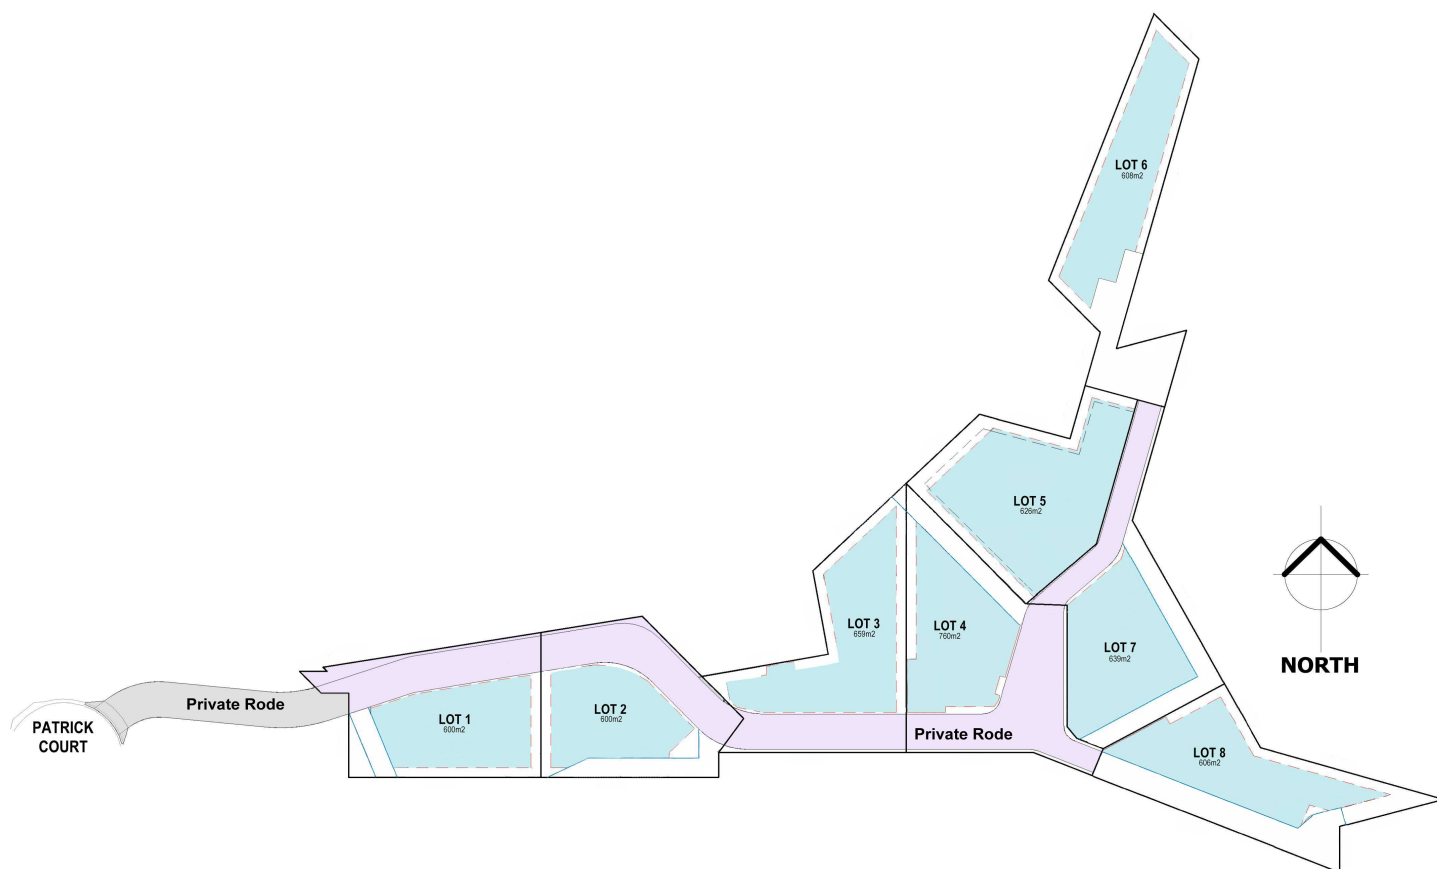 LOT 6
608m2
LOT 5
626m2
LOT 3
659m2
LOT 4
760m2
LOT 7
639m2
NORTH
Private Rode
LOT 1
600m2
LOT 2
600m2
PATRICK
COURT
Private Rode
LOT 8
606m2